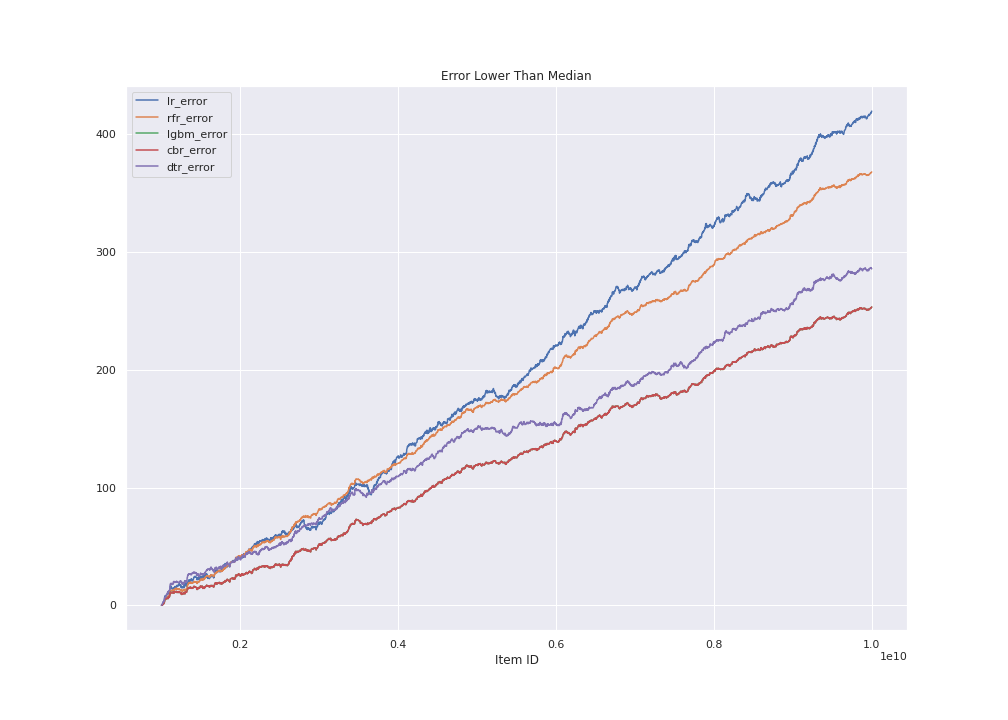 Error Lower Than Median
lr_error
rfr_error
lgbm_error
cbr_error
dtr_error
400
300
200
100
0
0.2 0.4 0.6 0.8 1.0
Item ID
1e10